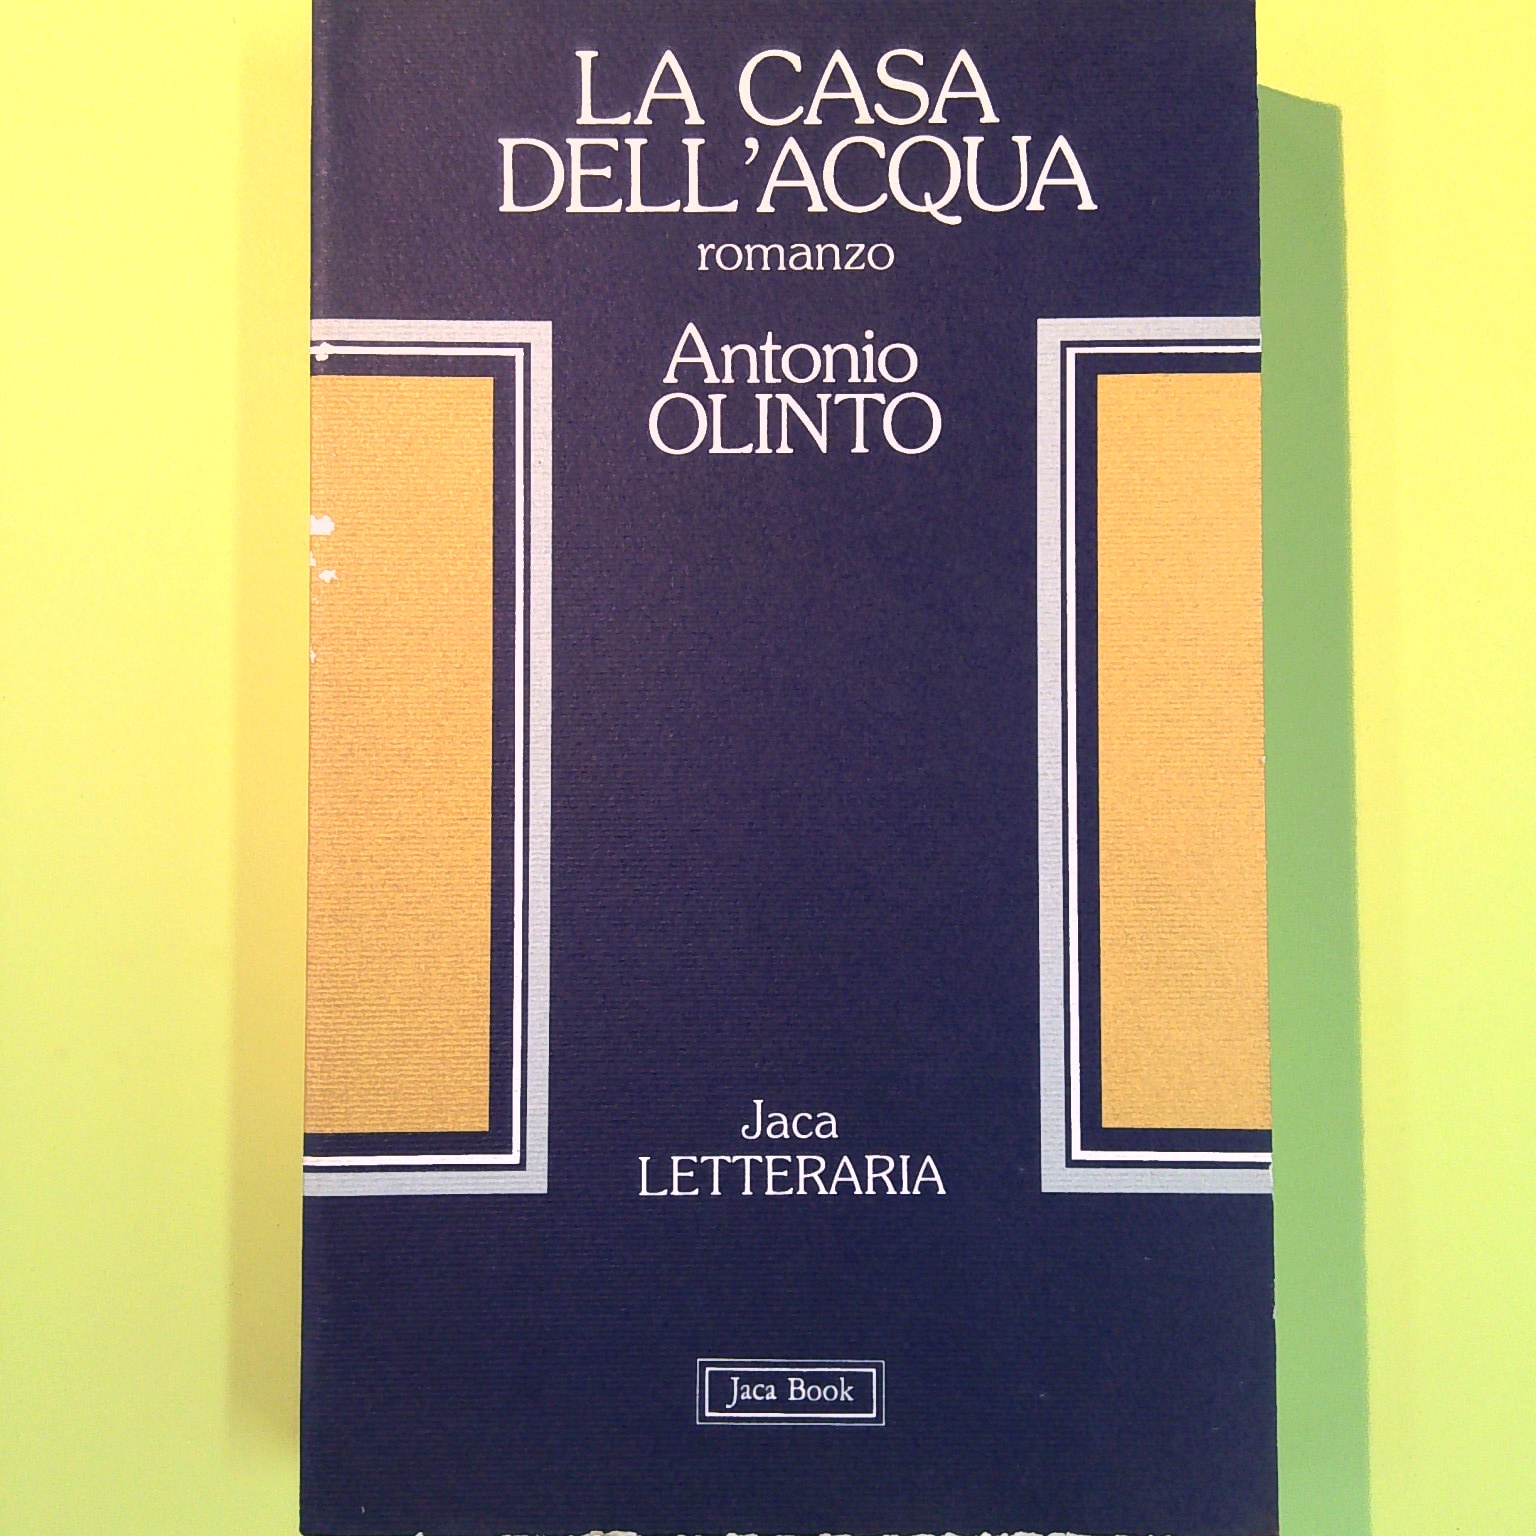 LA CASA
DELL'ACQUA
romanzo
Antonio
OLINTO
Jaca
LETTERARIA
Jaca Book